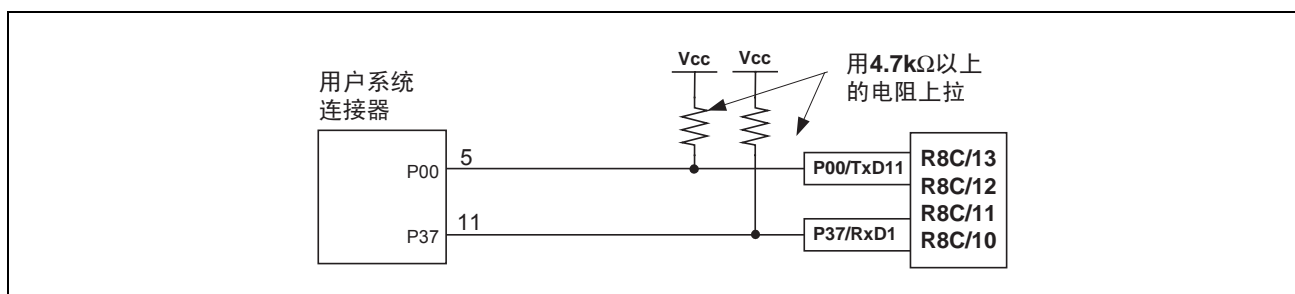 Vcc
Vcc
用4.7kΩ以上
的电阻上拉
用户系统
连接器
P00
5
P00/TxD11
R8C/13
R8C/12
R8C/11
R8C/10
P37
11
P37/RxD1